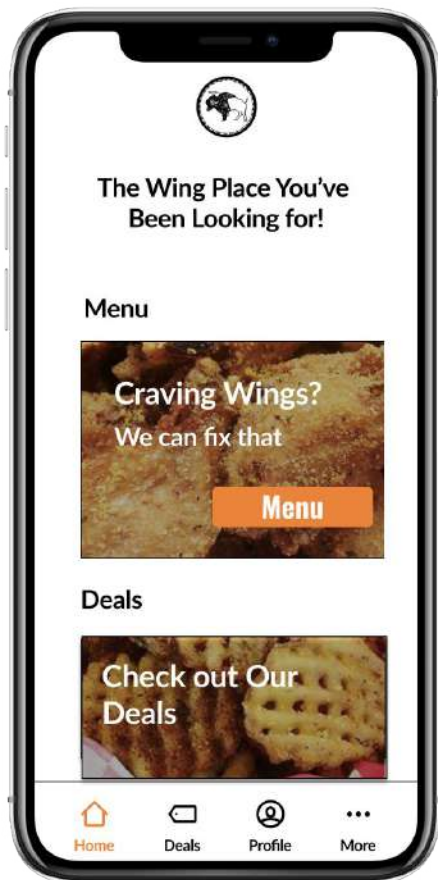 The Wing Place You've
Been Looking for!
Menu
Craving Wings?
We can fix that
Menu
Deals
Check out Our
Deals
Home
Deals
Profile
More